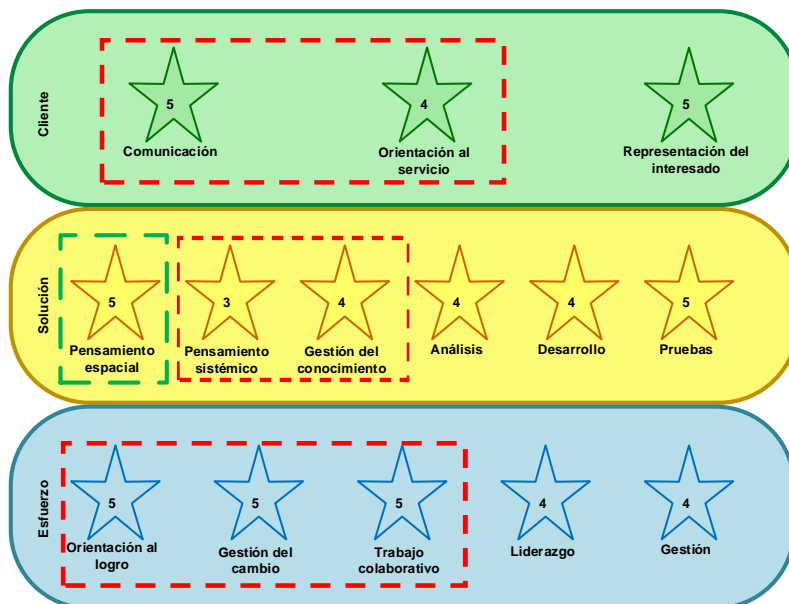 Cliente
5
4
5
Comunicación
Orientación al
servicio
Representación del
interesado
Solución
5
3
4
4
4
5
Pensamiento
espacial
Pensamiento
sistémico
Gestión del
conocimiento
Análisis
Desarrollo
Pruebas
Esfuerzo
5
5
5
4
4
Orientación al
logro
Gestión del
cambio
Trabajo
colaborativo
Liderazgo
Gestión